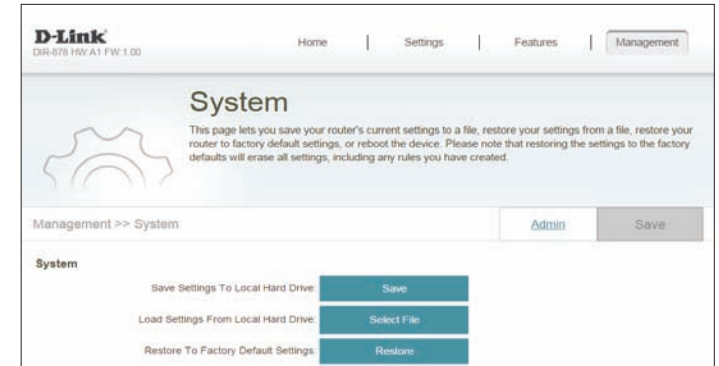 D-Link
DIR-878 HW A1 FW:1.00
Home | Settings | Features | Management
System
This page lets you save your router's current settings to a file, restore your settings from a file, restore your
router to factory default settings, or reboot the device. Please note that restoring the settings to the factory
defaults will erase all settings, including any rules you have created.
Management >> System
Admin
Save
System
Save Settings To Local Hard Drive: Save
Load Settings From Local Hard Drive: Select File
Restore To Factory Default Settings: Restore